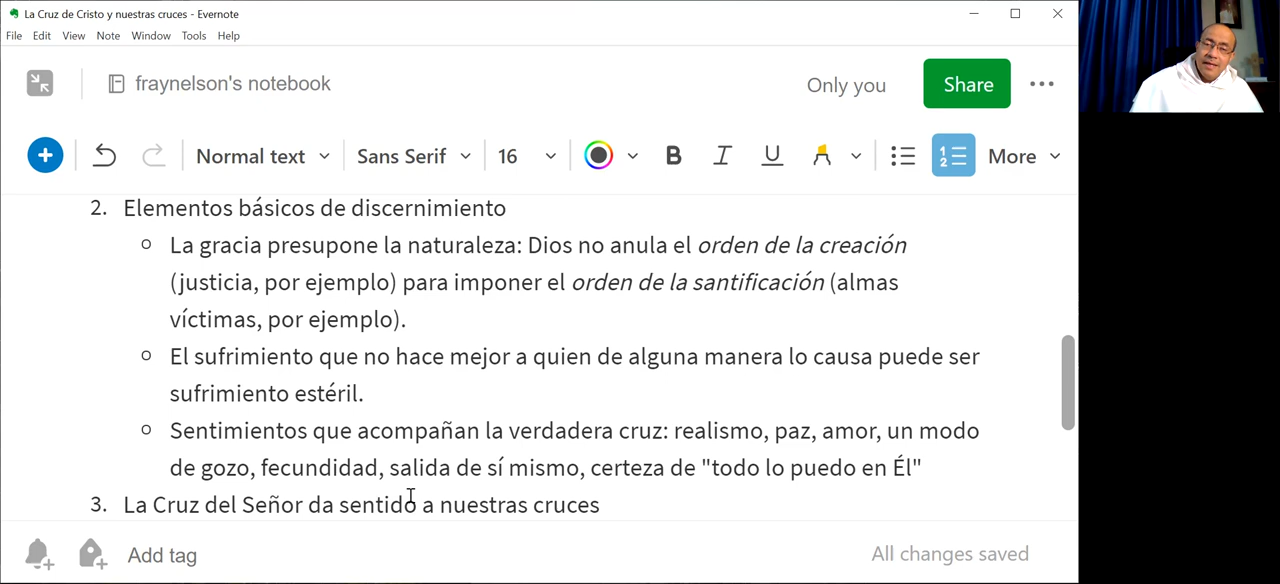 La Cruz de Cristo y nuestras cruces - Evernote
File Edit View Note Window Tools Help
fraynelson's notebook
Only you
Share
Normal text
Sans Serif
16
B I U
More
2. Elementos básicos de discernimiento
La gracia presupone la naturaleza: Dios no anula el orden de la creación
(justicia, por ejemplo) para imponer el orden de la santificación (almas
víctimas, por ejemplo).
El sufrimiento que no hace mejor a quien de alguna manera lo causa puede ser
sufrimiento estéril.
Sentimientos que acompañan la verdadera cruz: realismo, paz, amor, un modo
de gozo, fecundidad, salida de sí mismo, certeza de "todo lo puedo en Él"
3. La Cruz del Señor da sentido a nuestras cruces
Add tag
All changes saved